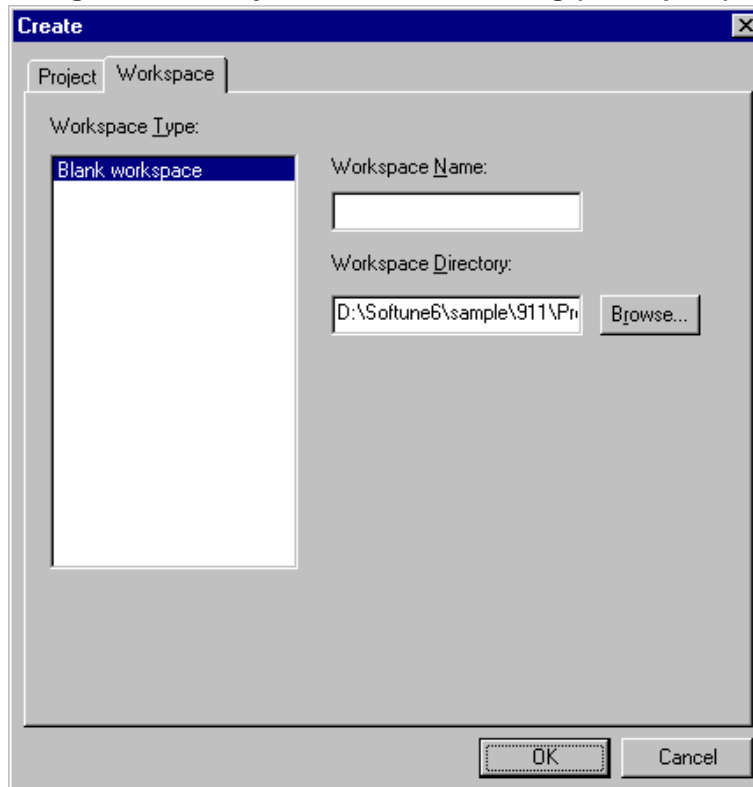 Create
Project Workspace
Workspace Type:
Blank workspace
Workspace Name:
Workspace Directory:
D:\Softune6\sample\911\Pr
Browse...
OK
Cancel